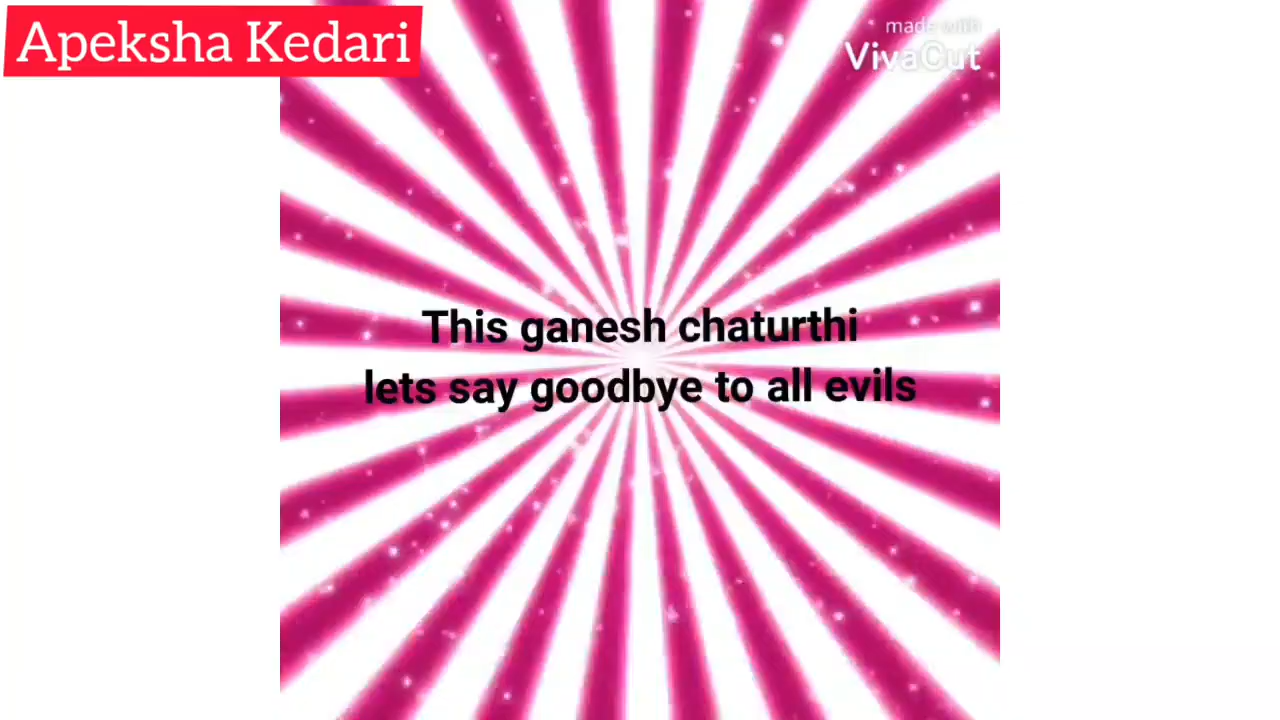 Apeksha Kedari
made with
VivaCut
This ganesh chaturthi
lets say goodbye to all evils